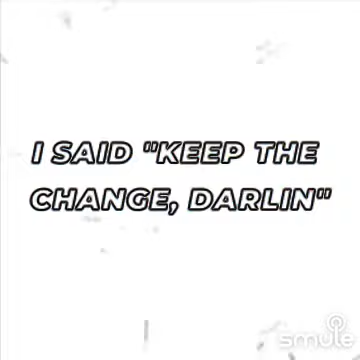 I SAID "KEEP THE
CHANGE, DARLIN"
smule